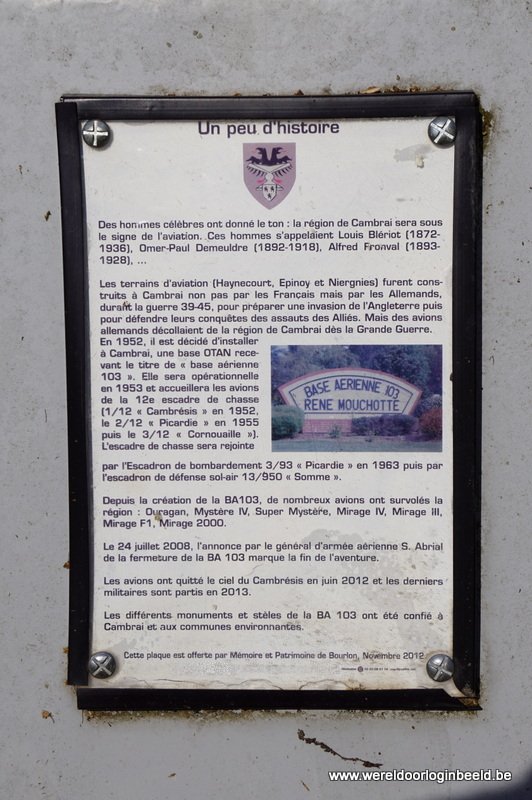 Un peu d'histoire
Des hommes célèbres ont donné le ton : la région de Cambrai sera sous
le signe de l'aviation. Ces hommes s'appelaient Louis Blériot (1872-
1936), Omer-Paul Demeuldre (1892-1918), Alfred Fronval (1893-
1928), ...
Les terrains d'aviation (Haynecourt, Epinoy et Niergnies) furent cons-
truits à Cambrai non pas par les Français mais par les Allemands,
durant la guerre 39-45, pour préparer une invasion de l'Angleterre puis
pour défendre leurs conquêtes des assauts des Alliés. Mais des avions
allemands décollaient de la région de Cambrai dès la Grande Guerre.
En 1952, il est décidé d'installer
à Cambrai, une base OTAN rece-
vant le titre de « base aérienne
103 ». Elle sera opérationnelle
en 1953 et accueillera les avions
de la 12e escadre de chasse
(1/12 « Cambrésis » en 1952,
le 2/12 « Picardie » en 1955
puis le 3/12 « Cornouaille »).
L'escadre de chasse sera rejointe
BASE AERIENNE 103
RENE MOUCHOTTE
par l'Escadron de bombardement 3/93 « Picardie » en 1963 puis par
l'escadron de défense sol-air 13/950 « Somme ».
Depuis la création de la BA103, de nombreux avions ont survolés la
région : Ouragan, Mystère IV, Super Mystère, Mirage IV, Mirage III,
Mirage F1, Mirage 2000.
Le 24 juillet 2008, l'annonce par le général d'armée aérienne S. Abrial
de la fermeture de la BA 103 marque la fin de l'aventure.
Les avions ont quitté le ciel du Cambrésis en juin 2012 et les derniers
militaires sont partis en 2013.
Les différents monuments et stèles de la BA 103 ont été confié à
Cambrai et aux communes environnantes.
Cette plaque est offerte par Mémoire et Patrimoine de Bourlon, Novembre 2012
www.wereldoorloginbeeld.be